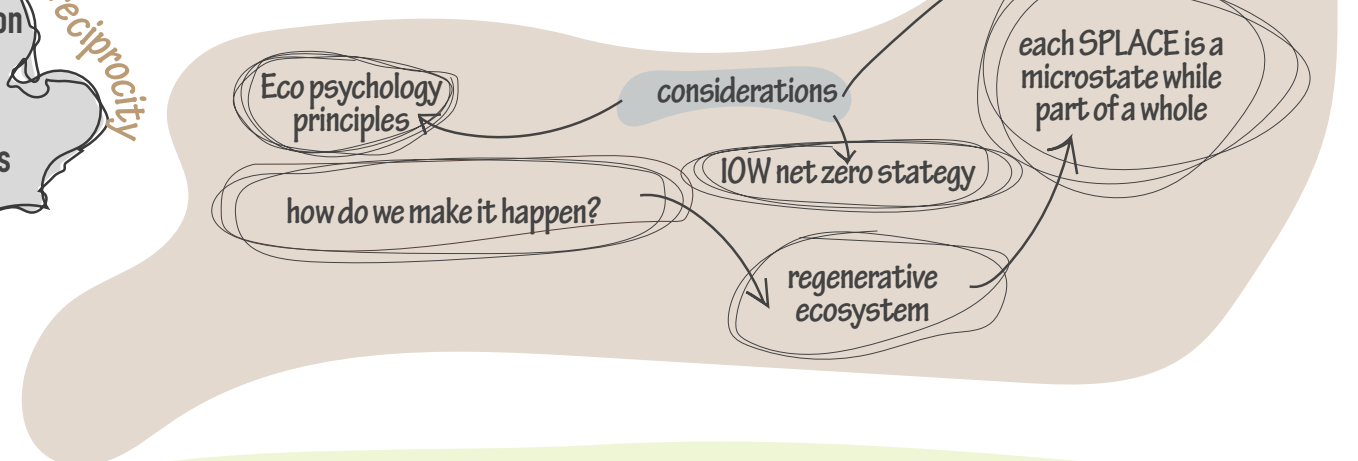 on
reciprocity
s
Eco psychology
principles
considerations
each SPLACE is a
microstate while
part of a whole
IOW net zero stategy
how do we make it happen?
regenerative
ecosystem